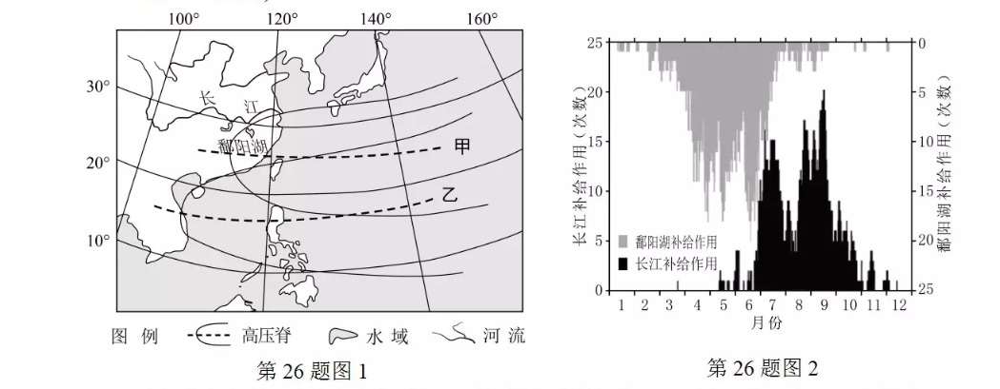 100° 120° 140° 160°
30°
20°
10°
长 江
鄱阳湖
甲
乙
图 例 高压脊 水 域 河 流
第 26 题图 1
25 20 15 10 5 0
长江补给作用（次数）
0 5 10 15 20 25
鄱阳湖补给作用（次数）
鄱阳湖补给作用
长江补给作用
1 2 3 4 5 6 7 8 9 10 11 12
月份
第 26 题图 2